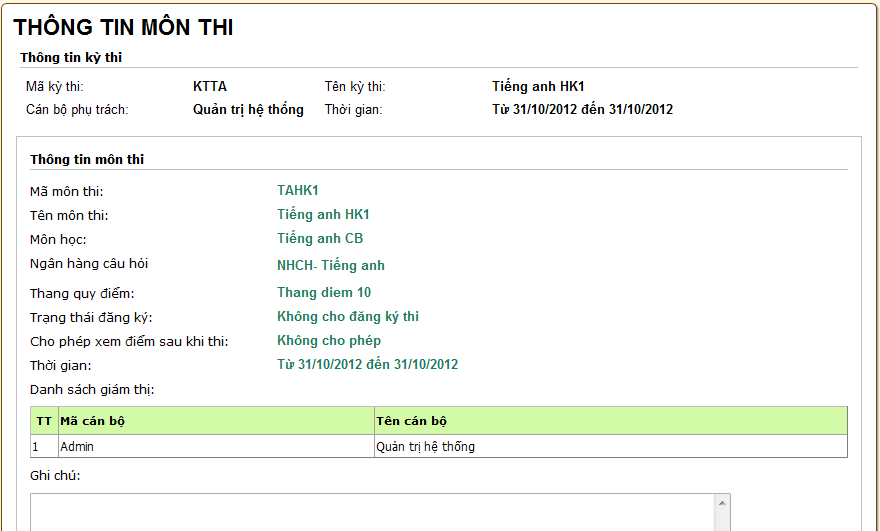 THÔNG TIN MÔN THI
Thông tin kỳ thi
Mã kỳ thi: KTTA Tên kỳ thi: Tiếng anh HK1
Cán bộ phụ trách: Quản trị hệ thống Thời gian: Từ 31/10/2012 đến 31/10/2012
Thông tin môn thi
Mã môn thi: TAHK1
Tên môn thi: Tiếng anh HK1
Môn học: Tiếng anh CB
Ngân hàng câu hỏi NHCH- Tiếng anh
Thang quy điểm: Thang diem 10
Trạng thái đăng ký: Không cho đăng ký thi
Cho phép xem điểm sau khi thi: Không cho phép
Thời gian: Từ 31/10/2012 đến 31/10/2012
Danh sách giám thị:
TT Mã cán bộ Tên cán bộ
1 Admin Quản trị hệ thống
Ghi chú: